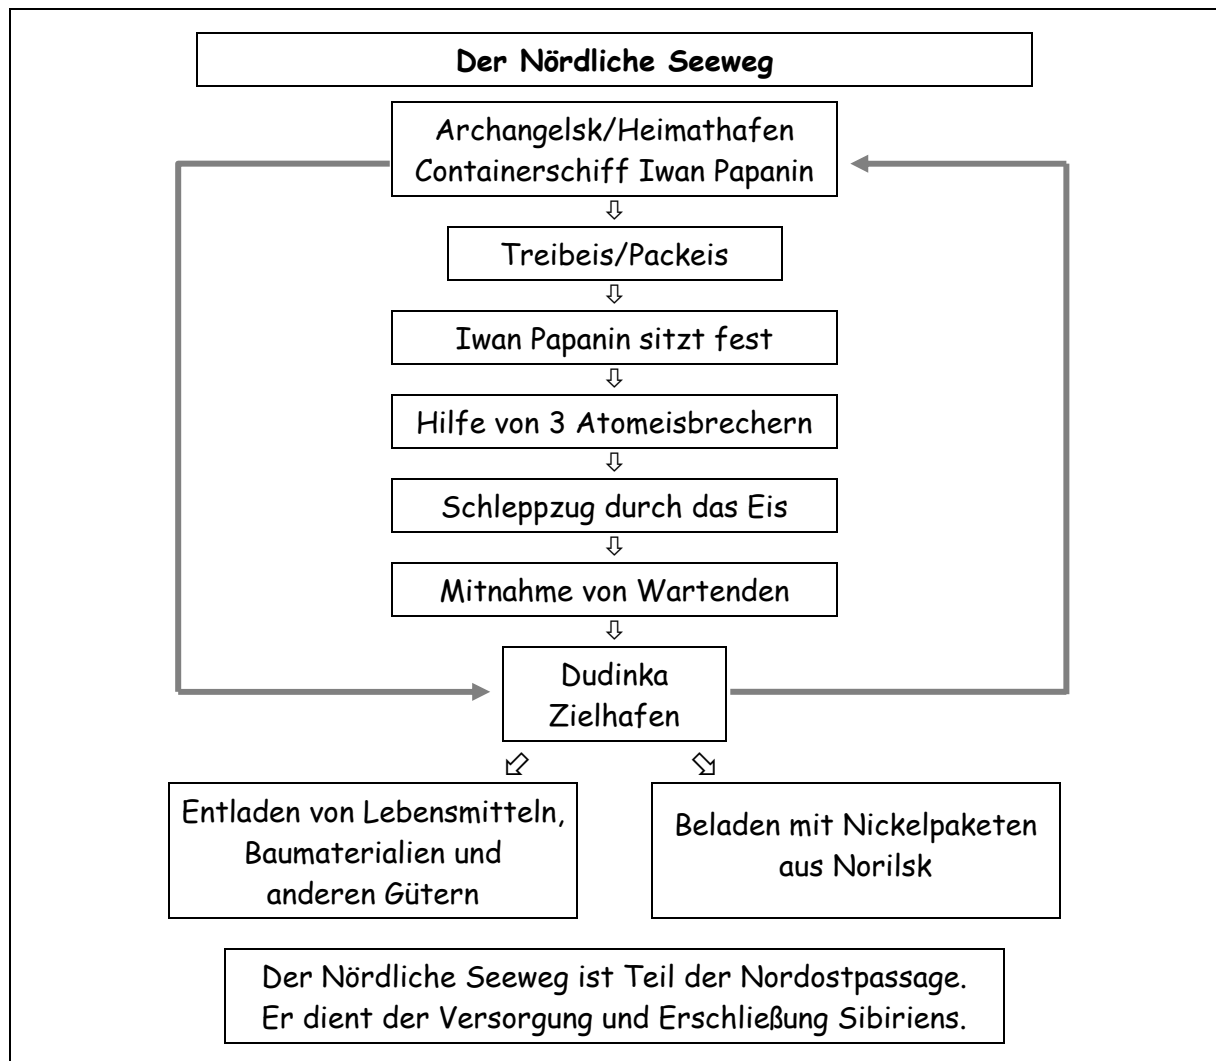 Der Nördliche Seeweg
Archangelsk/Heimathafen
Containerschiff Iwan Papanin
Treibeis/Packeis
Iwan Papanin sitzt fest
Hilfe von 3 Atomeisbrechern
Schleppzug durch das Eis
Mitnahme von Wartenden
Dudinka
Zielhafen
Entladen von Lebensmitteln,
Baumaterialien und
anderen Gütern
Beladen mit Nickelpaketen
aus Norilsk
Der Nördliche Seeweg ist Teil der Nordostpassage.
Er dient der Versorgung und Erschließung Sibiriens.